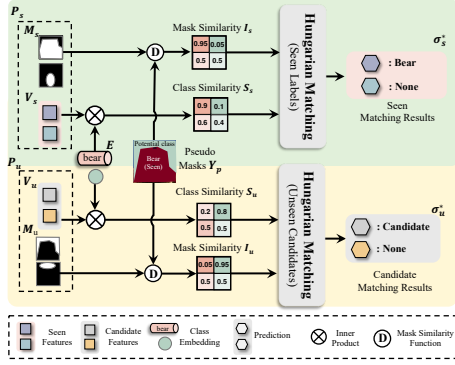 P_s
M_s
V_s
Mask Similarity I_s
0.95 0.05
0.5 0.5
D
Class Similarity S_s
0.9 0.1
0.6 0.4
Hungarian Matching
(Seen Labels)
σ_s^*
: Bear
: None
Seen
Matching Results
E
bear
Potential class
Bear
(Seen)
Pseudo
Masks Y_p
P_u
V_u
M_u
Class Similarity S_u
0.2 0.8
0.5 0.5
Mask Similarity I_u
0.05 0.95
0.5 0.5
D
Hungarian Matching
(Unseen Candidates)
σ_u^*
: Candidate
: None
Candidate
Matching Results
Seen
Features
Candidate
Features
bear
Class
Embedding
Prediction
Inner
Product
D
Mask Similarity
Function